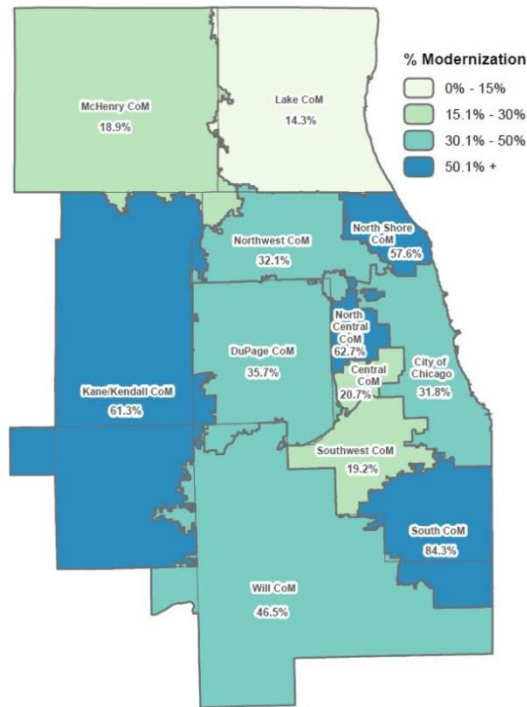 % Modernization
0% - 15%
15.1% - 30%
30.1% - 50%
50.1% +
McHenry CoM
18.9%
Lake CoM
14.3%
Northwest CoM
32.1%
North Shore
CoM
57.6%
North
Central
CoM
62.7%
DuPage CoM
35.7%
City of
Chicago
31.8%
Central
CoM
20.7%
Kane/Kendall CoM
61.3%
Southwest CoM
19.2%
South CoM
84.3%
Will CoM
46.5%